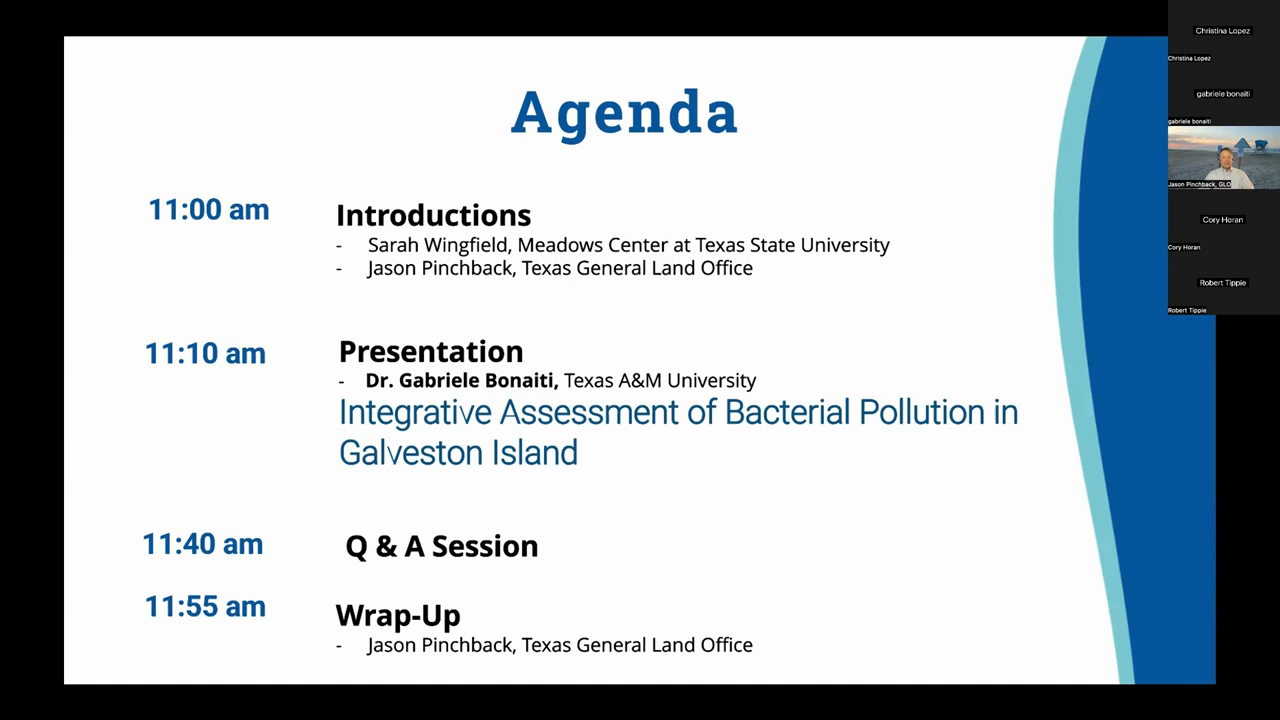 Agenda
11:00 am
Introductions
- Sarah Wingfield, Meadows Center at Texas State University
- Jason Pinchback, Texas General Land Office
11:10 am
Presentation
- Dr. Gabriele Bonaiti, Texas A&M University
Integrative Assessment of Bacterial Pollution in
Galveston Island
11:40 am
Q & A Session
11:55 am
Wrap-Up
- Jason Pinchback, Texas General Land Office
Christina Lopez
Christina Lopez
gabriele bonaiti
gabriele bonaiti
Jason Pinchback, GLO
Cory Horan
Cory Horan
Robert Tippie
Robert Tippie